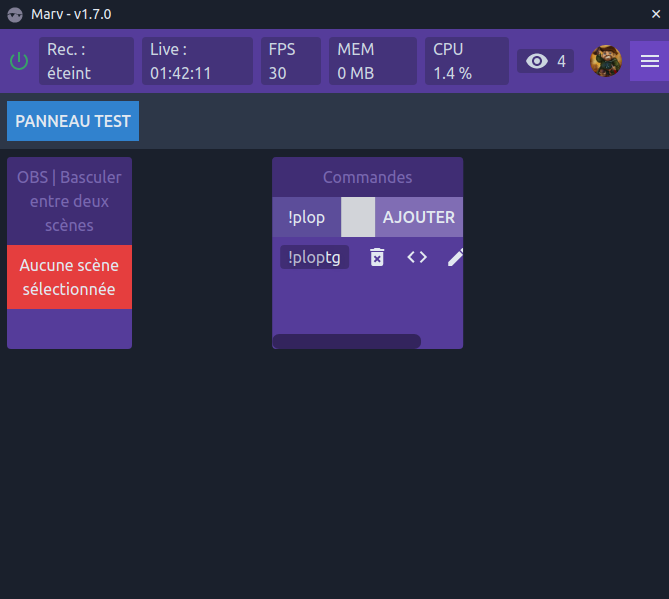 Marv - v1.7.0
Rec. :
éteint
Live :
01:42:11
FPS
30
MEM
0 MB
CPU
1.4 %
4
PANNEAU TEST
OBS | Basculer
entre deux
scènes
Aucune scène
sélectionnée
Commandes
!plop
AJOUTER
!ploptg